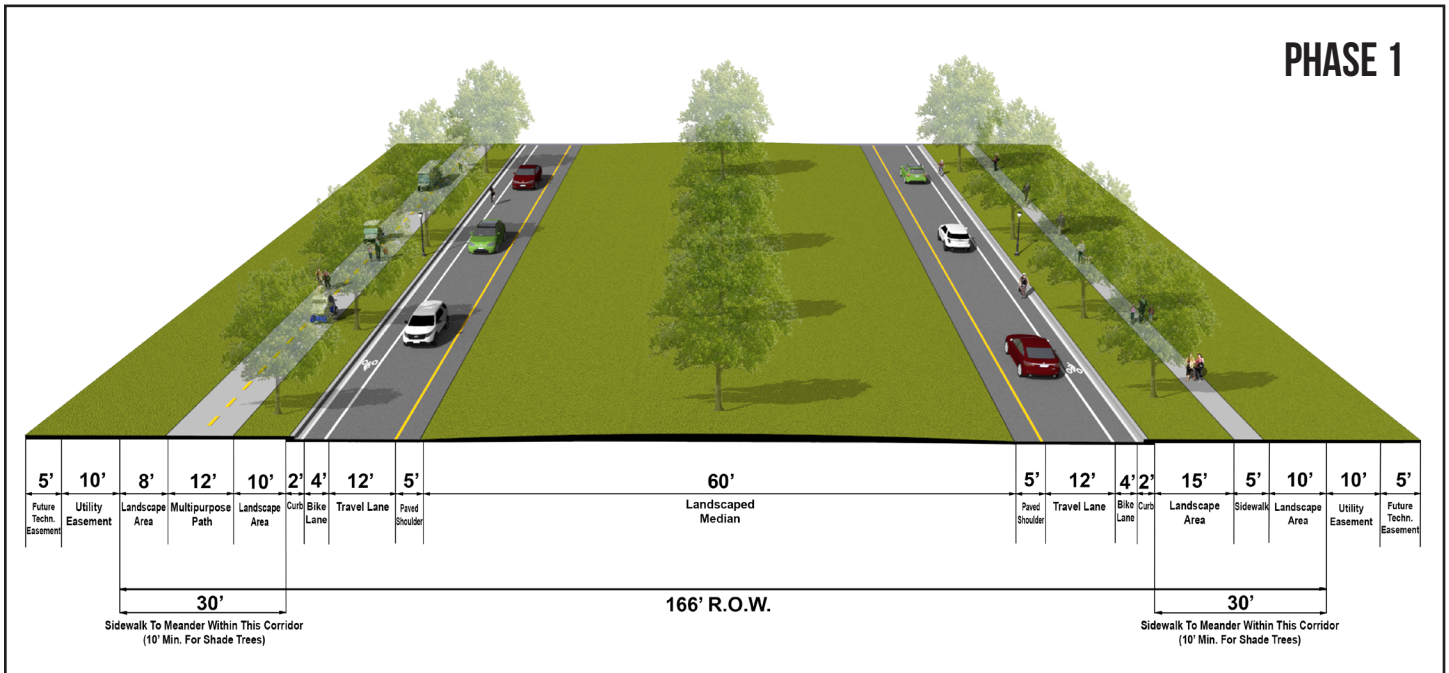 PHASE 1
5' 10' 8' 12' 10' 2' 4' 12' 5' 60' 5' 12' 4' 2' 15' 5' 10' 10' 5'
Future
Techn.
Easement
Utility
Easement
Landscape
Area
Multipurpose
Path
Landscape
Area
Curb
Bike
Lane
Travel Lane
Paved
Shoulder
Landscaped
Median
Paved
Shoulder
Travel Lane
Bike
Lane
Curb
Landscape
Area
Sidewalk
Landscape
Area
Utility
Easement
Future
Techn.
Easement
30'
Sidewalk To Meander Within This Corridor
(10' Min. For Shade Trees)
166' R.O.W.
30'
Sidewalk To Meander Within This Corridor
(10' Min. For Shade Trees)